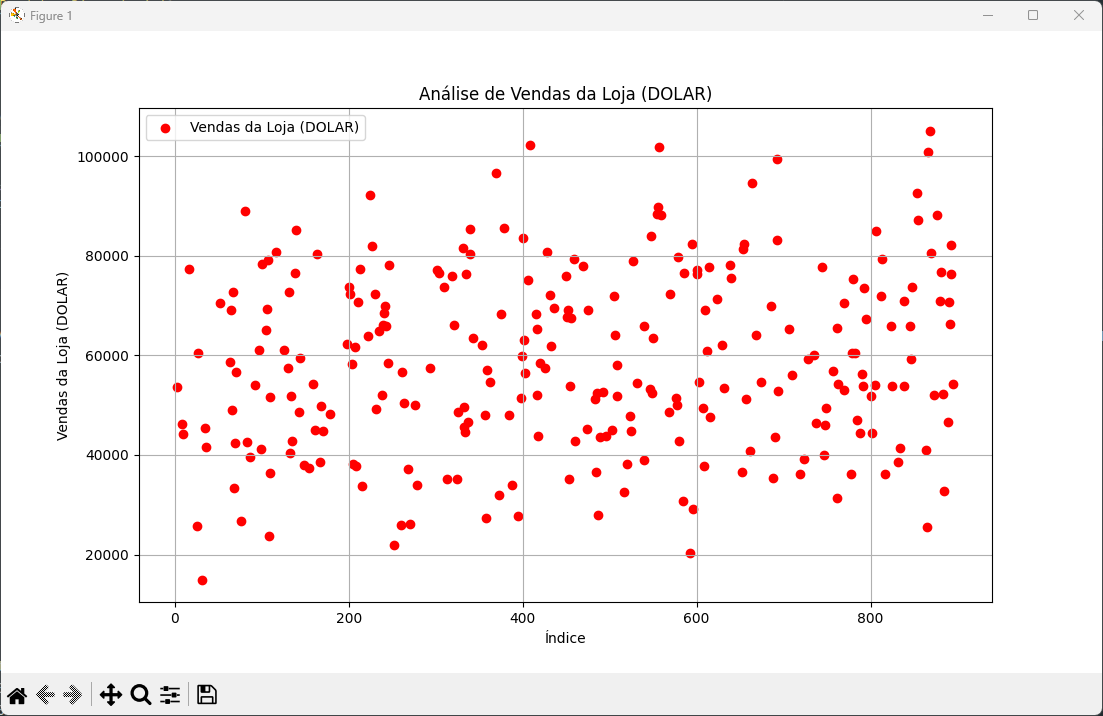 Figure 1
Análise de Vendas da Loja (DOLAR)
Vendas da Loja (DOLAR)
100000
80000
60000
40000
20000
Vendas da Loja (DOLAR)
0 200 400 600 800
Índice